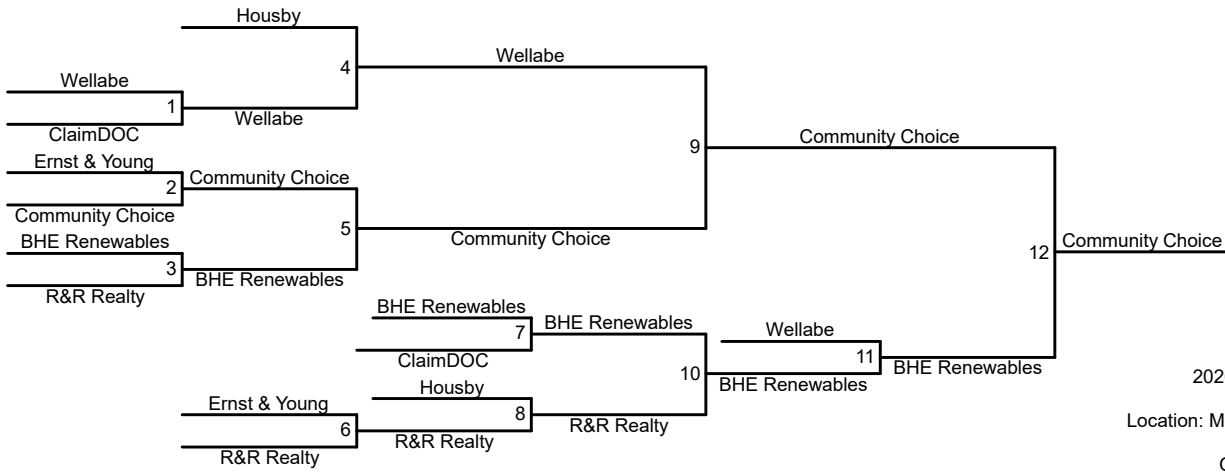 Housby
4
Wellabe
Wellabe
1
Wellabe
ClaimDOC
Community Choice
9
Ernst & Young
2
Community Choice
Community Choice
5
Community Choice
BHE Renewables
3
BHE Renewables
R&R Realty
12
Community Choice
BHE Renewables
7
BHE Renewables
ClaimDOC
Wellabe
11
BHE Renewables
10
BHE Renewables
Housby
8
R&R Realty
Ernst & Young
6
R&R Realty
R&R Realty
202
Location: M
C